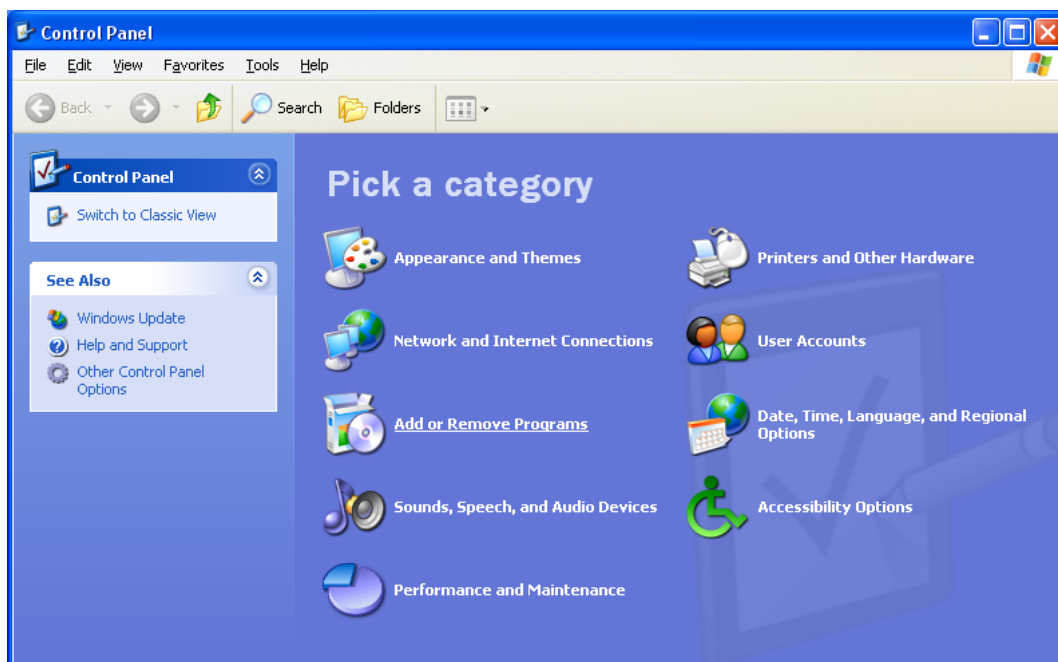 Control Panel
File Edit View Favorites Tools Help
Back Search Folders
Control Panel
Switch to Classic View
See Also
Windows Update
Help and Support
Other Control Panel
Options
Pick a category
Appearance and Themes
Printers and Other Hardware
Network and Internet Connections
User Accounts
Add or Remove Programs
Date, Time, Language, and Regional
Options
Sounds, Speech, and Audio Devices
Accessibility Options
Performance and Maintenance